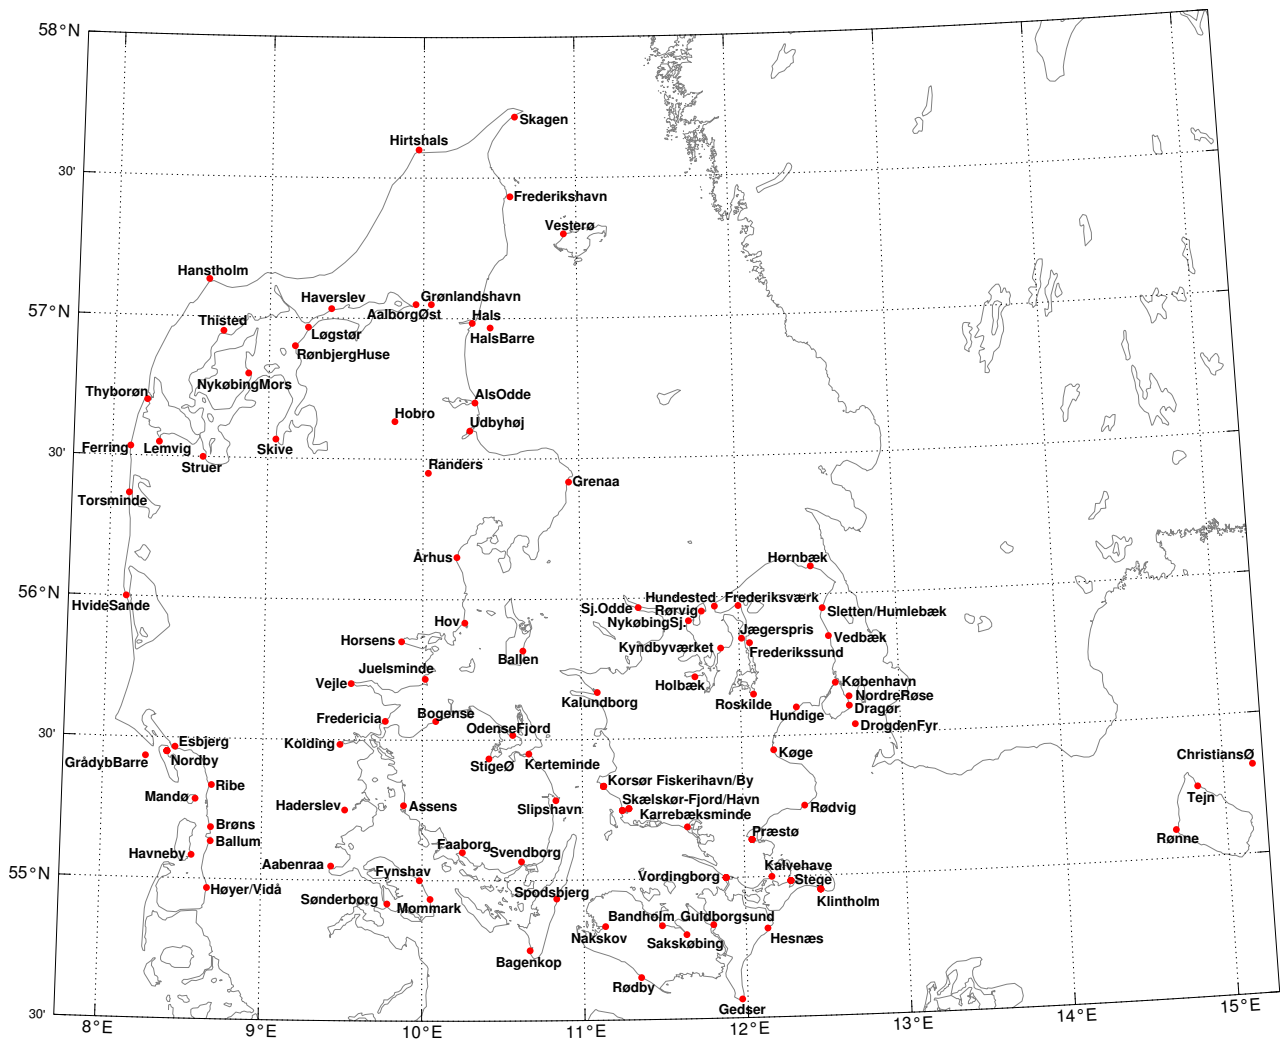 58°N
Skagen
Hirtshals
30'
Frederikshavn
Vesterø
Hanstholm
Haverslev
Grønlandshavn
57°N
AalborgØst
Hals
Thisted
Løgstør
HalsBarre
RønbjergHuse
NykøbingMors
Thyborøn
AlsOdde
Hobro
Udbyhøj
Ferring
Lemvig
Skive
30'
Struer
Randers
Grenaa
Torsminde
Århus
Hornbæk
56°N
HvideSande
Hundested
Frederiksværk
Sj.Odde
Rørvig
Sletten/Humlebæk
NykøbingSj.
Hov
Jægerspris
Vedbæk
Horsens
Kyndbyværket
Frederikssund
Ballen
Juelsminde
Vejle
Holbæk
København
NordreRøse
Kalundborg
Roskilde
Dragør
Hundige
Fredericia
Bogense
OdenseFjord
DrogdenFyr
30'
Esbjerg
Kolding
Køge
ChristiansØ
GrådybBarre
Nordby
StigeØ
Kerteminde
Ribe
Korsør Fiskerihavn/By
Mandø
Tejn
Haderslev
Assens
Slipshavn
Skælskør-Fjord/Havn
Rødvig
Karrebæksminde
Brøns
Præstø
Rønne
Ballum
Havneby
Faaborg
Svendborg
Aabenraa
Fynshav
Kalvehave
55°N
Vordingborg
Stege
Høyer/Vidå
Spodsbjerg
Klintholm
Sønderborg
Mommark
Bandholm
Guldborgsund
Nakskov
Sakskøbing
Hesnæs
Bagenkop
Rødby
Gedser
30'
8°E
9°E
10°E
11°E
12°E
13°E
14°E
15°E